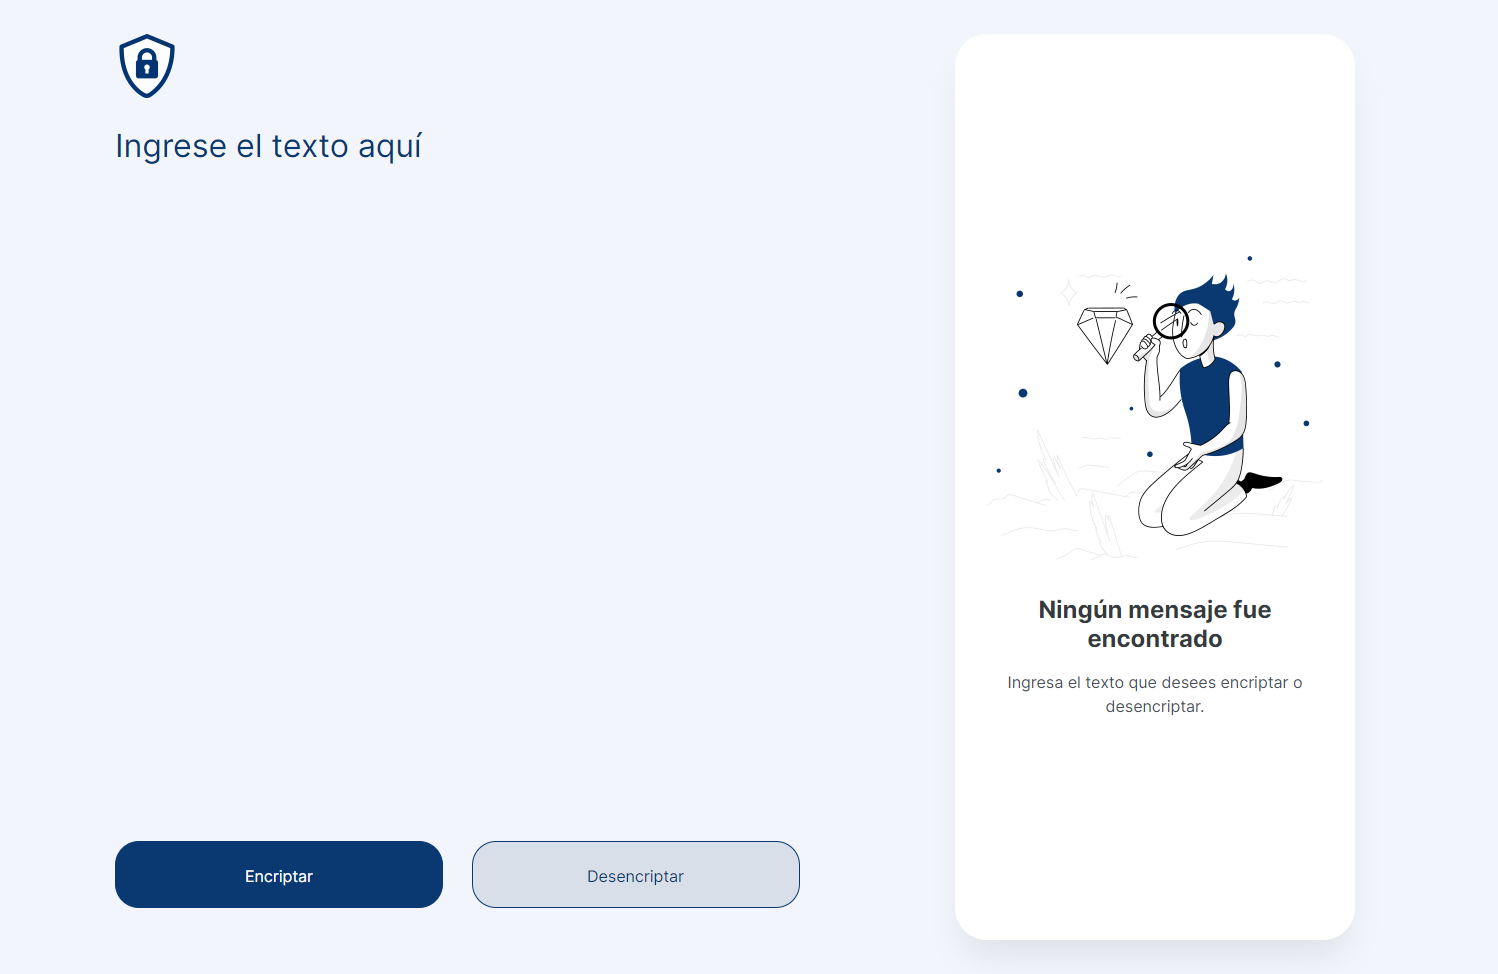 Ingrese el texto aquí
Encriptar
Desencriptar
Ningún mensaje fue
encontrado
Ingresa el texto que desees encriptar o
desencriptar.